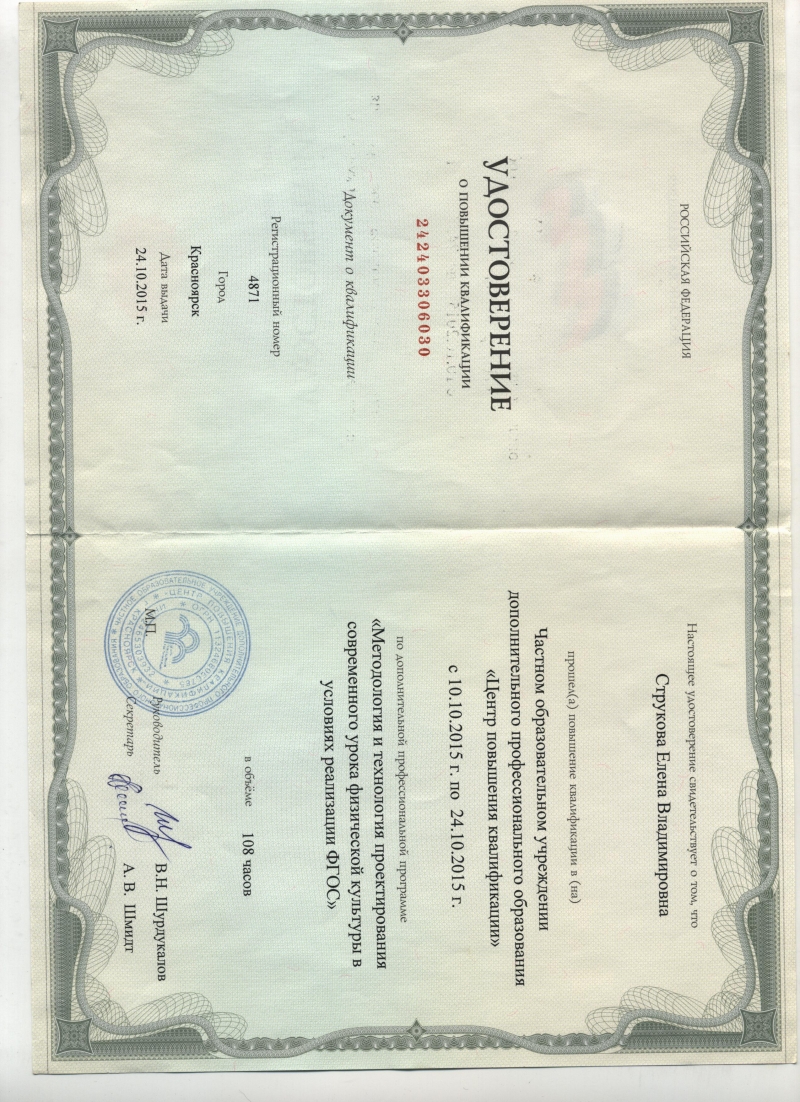 РОССИЙСКАЯ ФЕДЕРАЦИЯ
УДОСТОВЕРЕНИЕ
О ПОВЫШЕНИИ КВАЛИФИКАЦИИ
242403306030
Документ о квалификации
Регистрационный номер
4871
Город
Красноярск
Дата выдачи
24.10.2015 г.
Настоящее удостоверение свидетельствует о том, что
Струкова Елена Владимировна
прошел(а) повышение квалификации в (на)
Частном образовательном учреждении
дополнительного профессионального образования
«Центр повышения квалификации»
с 10.10.2015 г. по 24.10.2015 г.
по дополнительной профессиональной программе
«Методология и технология проектирования
современного урока физической культуры в
условиях реализации ФГОС»
в объёме 108 часов
М.П.
Руководитель В.Н. Шурдукалов
Секретарь А. В. Шмидт